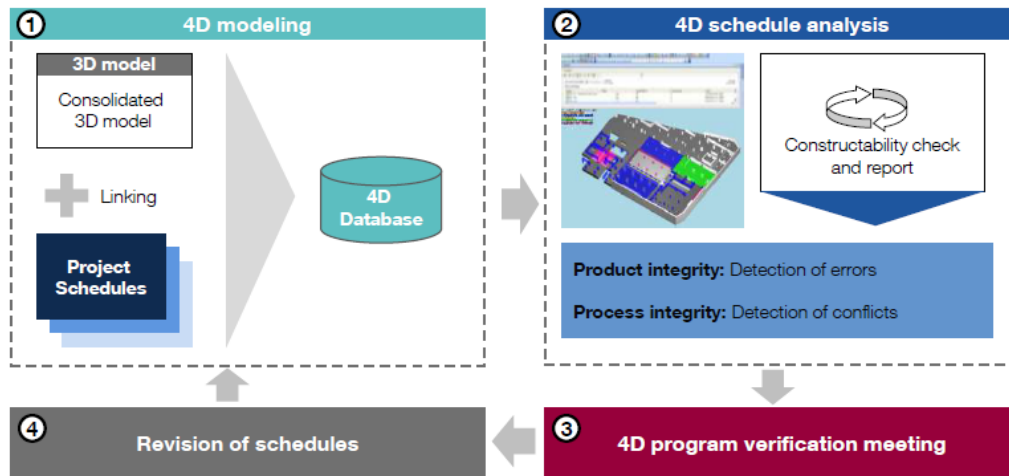 1
4D modeling
3D model
Consolidated
3D model
Linking
Project
Schedules
4D
Database
2
4D schedule analysis
Constructability check
and report
Product integrity: Detection of errors
Process integrity: Detection of conflicts
4
Revision of schedules
3
4D program verification meeting